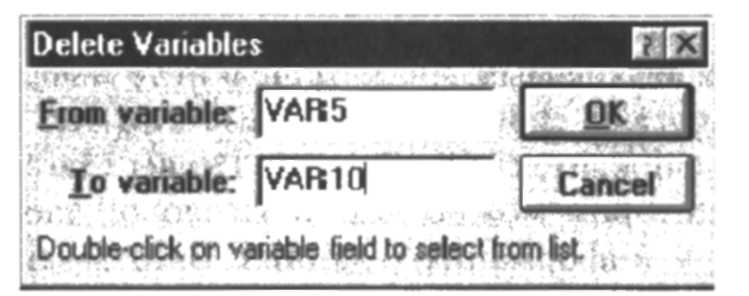 Delete Variables ? X
From variable: VAR5 OK
To variable: VAR10 Cancel
Double-click on variable field to select from list.